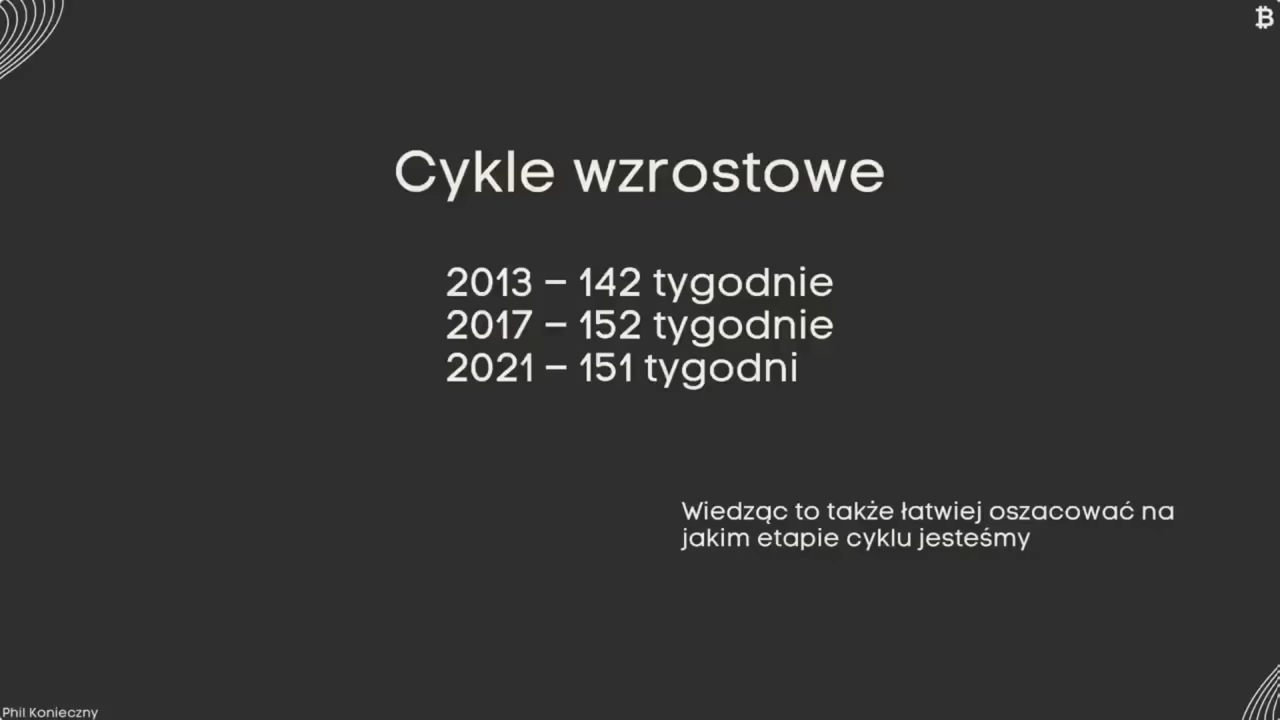 Cykle wzrostowe
2013 – 142 tygodnie
2017 – 152 tygodnie
2021 – 151 tygodni
Wiedząc to także łatwiej oszacować na
jakim etapie cyklu jesteśmy
Phil Konieczny